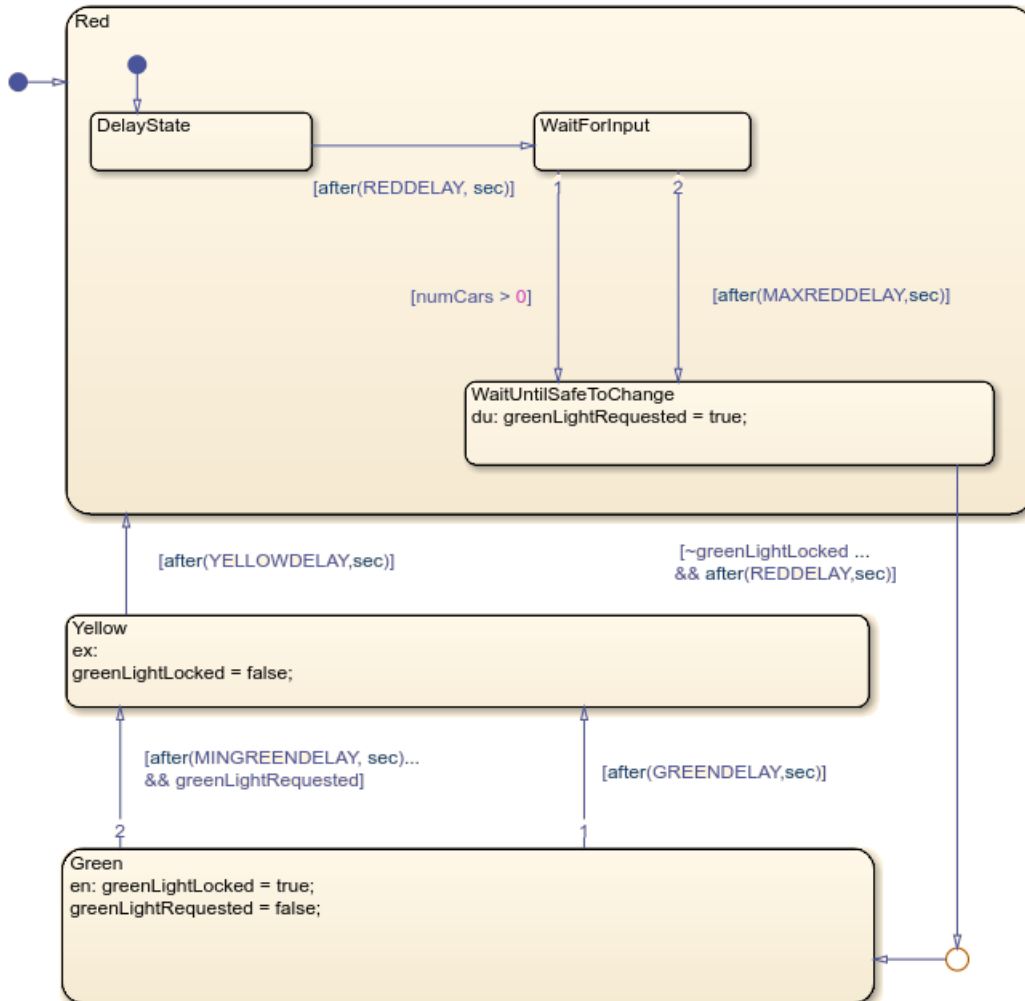 Red
DelayState
WaitForInput
[after(REDDELAY, sec)]
1
2
[numCars > 0]
[after(MAXREDDELAY,sec)]
WaitUntilSafeToChange
du: greenLightRequested = true;
[after(YELLOWDELAY,sec)]
[~greenLightLocked ...
&& after(REDDELAY,sec)]
Yellow
ex:
greenLightLocked = false;
[after(MINGREENDELAY, sec)...
&& greenLightRequested]
[after(GREENDELAY,sec)]
2
1
Green
en: greenLightLocked = true;
greenLightRequested = false;